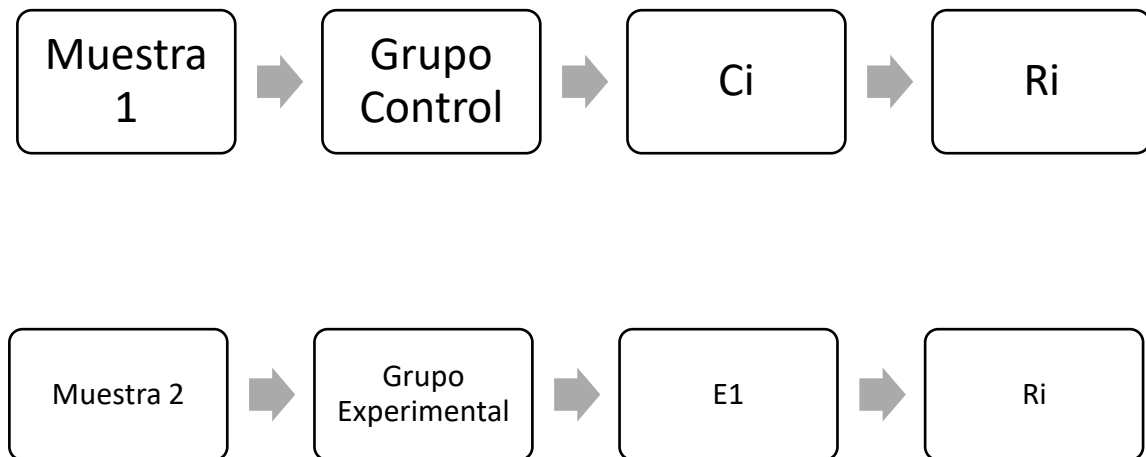 Muestra
1
Grupo
Control
Ci
Ri
Muestra 2
Grupo
Experimental
E1
Ri